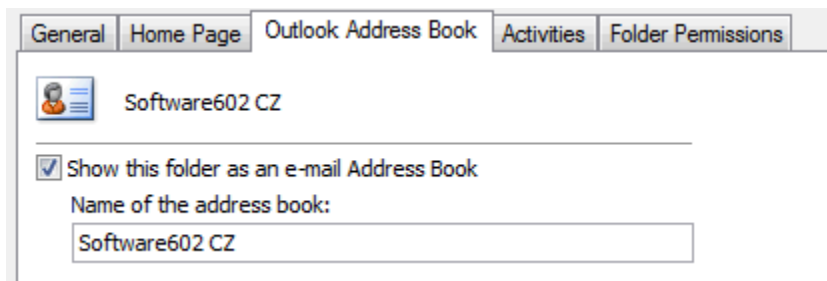 General Home Page Outlook Address Book Activities Folder Permissions
Software602 CZ
Show this folder as an e-mail Address Book
Name of the address book:
Software602 CZ